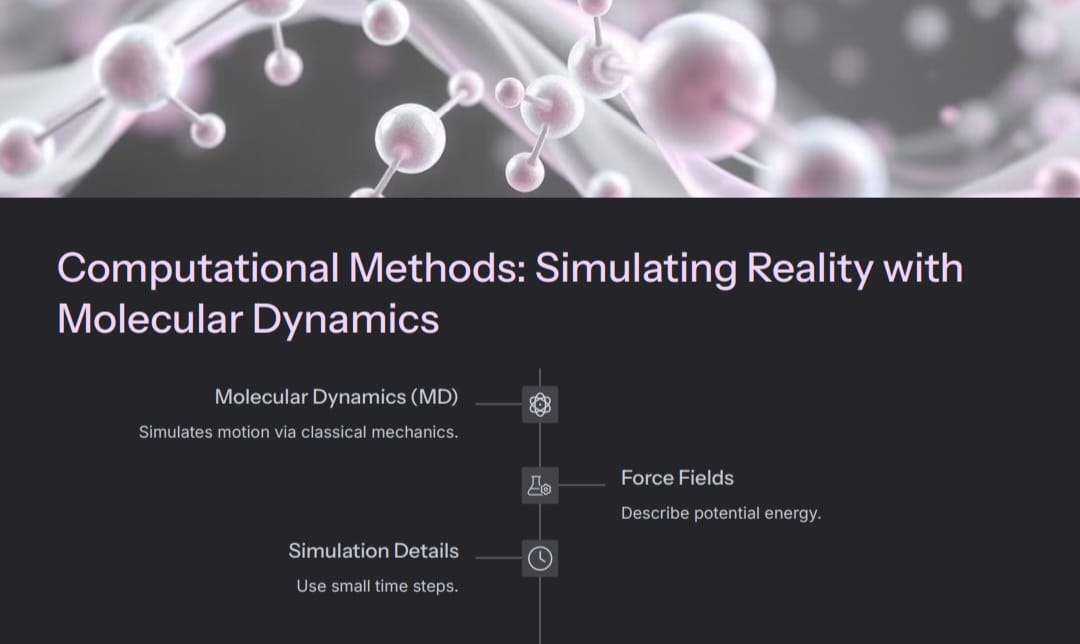 Computational Methods: Simulating Reality with
Molecular Dynamics
Molecular Dynamics (MD)
Simulates motion via classical mechanics.
Force Fields
Describe potential energy.
Simulation Details
Use small time steps.